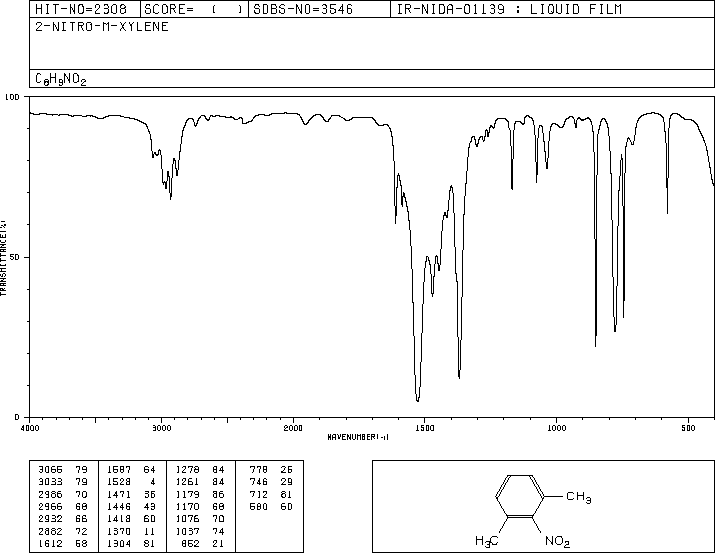 HIT-NO=2308 SCORE= ( ) SDBS-NO=3546 IR-NIDA-01139 : LIQUID FILM
2-NITRO-M-XYLENE
C8H9NO2
100
50
0
TRANSMITTANCE(%)
4000 3000 2000 1500 1000 500
WAVENUMBER(-1)
3066 79 1587 64 1278 84 778 26
3033 79 1528 4 1261 84 746 29
2986 70 1471 36 1179 86 712 81
2966 68 1446 43 1170 68 580 60
2932 66 1418 60 1076 70
2882 72 1370 11 1037 74
1612 58 1304 81 852 21
CH3
H3C NO2